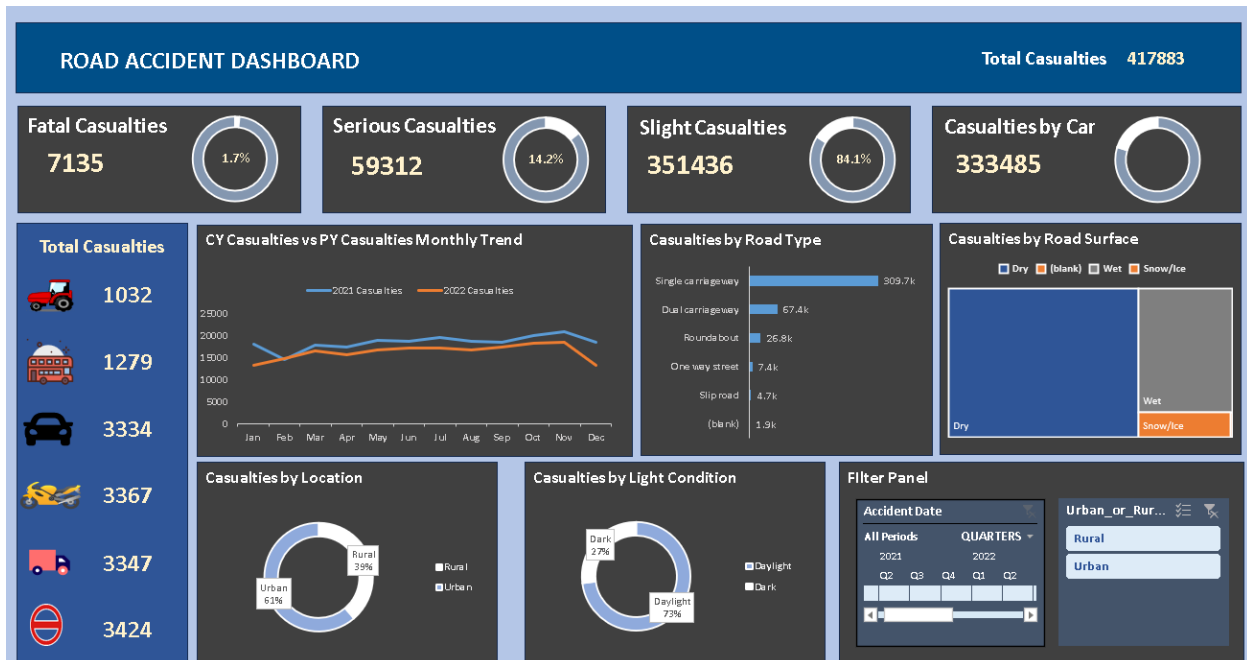 ROAD ACCIDENT DASHBOARD
Total Casualties 417883
Fatal Casualties
7135
1.7%
Serious Casualties
59312
14.2%
Slight Casualties
351436
84.1%
Casualties by Car
333485
Total Casualties
1032
1279
3334
3367
3347
3424
CY Casualties vs PY Casualties Monthly Trend
2021 Casualties 2022 Casualties
25000
20000
15000
10000
5000
0
Jan Feb Mar Apr May Jun Jul Aug Sep Oct Nov Dec
Casualties by Road Type
Single carriageway 309.7k
Dual carriageway 67.4k
Roundabout 26.8k
One way street 7.4k
Slip road 4.7k
(blank) 1.9k
Casualties by Road Surface
Dry (blank) Wet Snow/Ice
Wet
Dry
Snow/Ice
Casualties by Location
Rural
39%
Urban
61%
Rural
Urban
Casualties by Light Condition
Dark
27%
Daylight
73%
Daylight
Dark
FIlter Panel
Accident Date
All Periods QUARTERS
2021 2022
Q2 Q3 Q4 Q1 Q2
Urban_or_Rur...
Rural
Urban